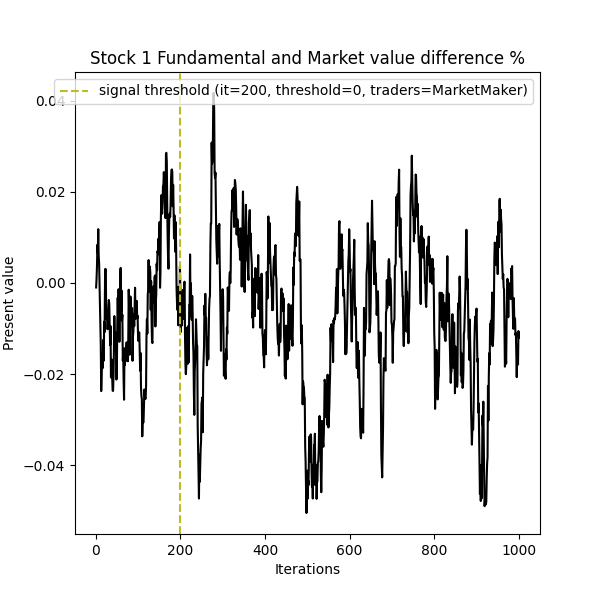 Stock 1 Fundamental and Market value difference %
signal threshold (it=200, threshold=0, traders=MarketMaker)
0.04
0.02
0.00
−0.02
−0.04
Present value
0
200
400
600
800
1000
Iterations